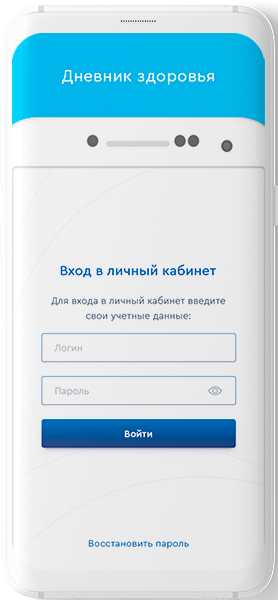 Дневник здоровья
Вход в личный кабинет
Для входа в личный кабинет введите
свои учетные данные:
Логин
Пароль
Войти
Восстановить пароль